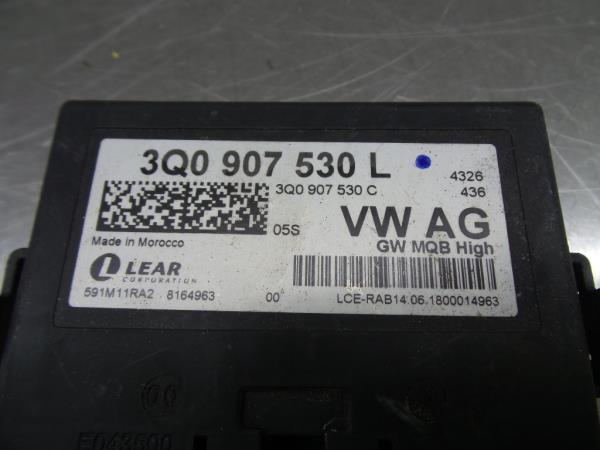 3Q0 907 530 L
4326
3Q0 907 530 C
436
05S
VW AG
Made in Morocco
GW MQB High
LEAR
CORPORATION
591M11RA2 8164963 00 LCE-RAB14.06.1800014963